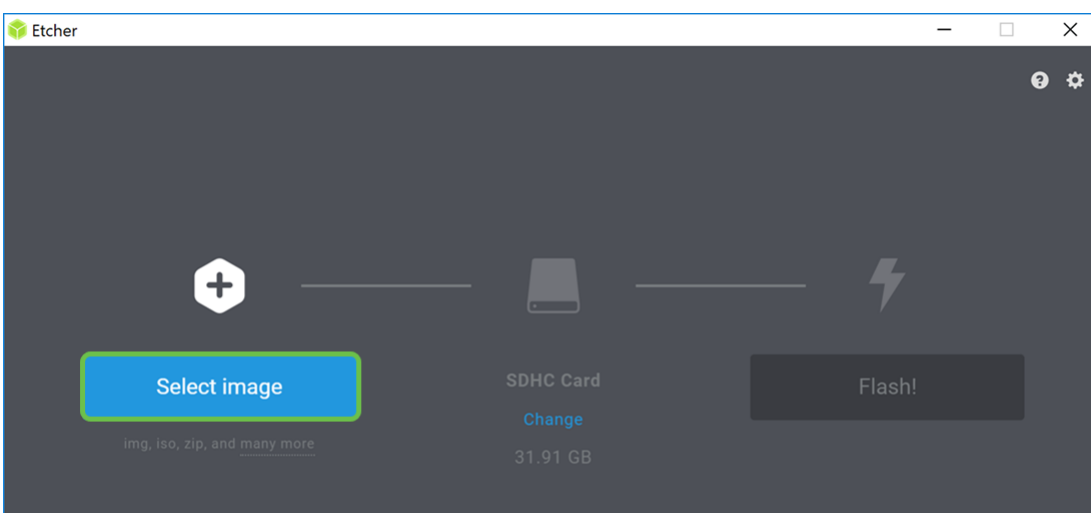 Etcher
Select image
img, iso, zip, and many more
SDHC Card
Change
31.91 GB
Flash!